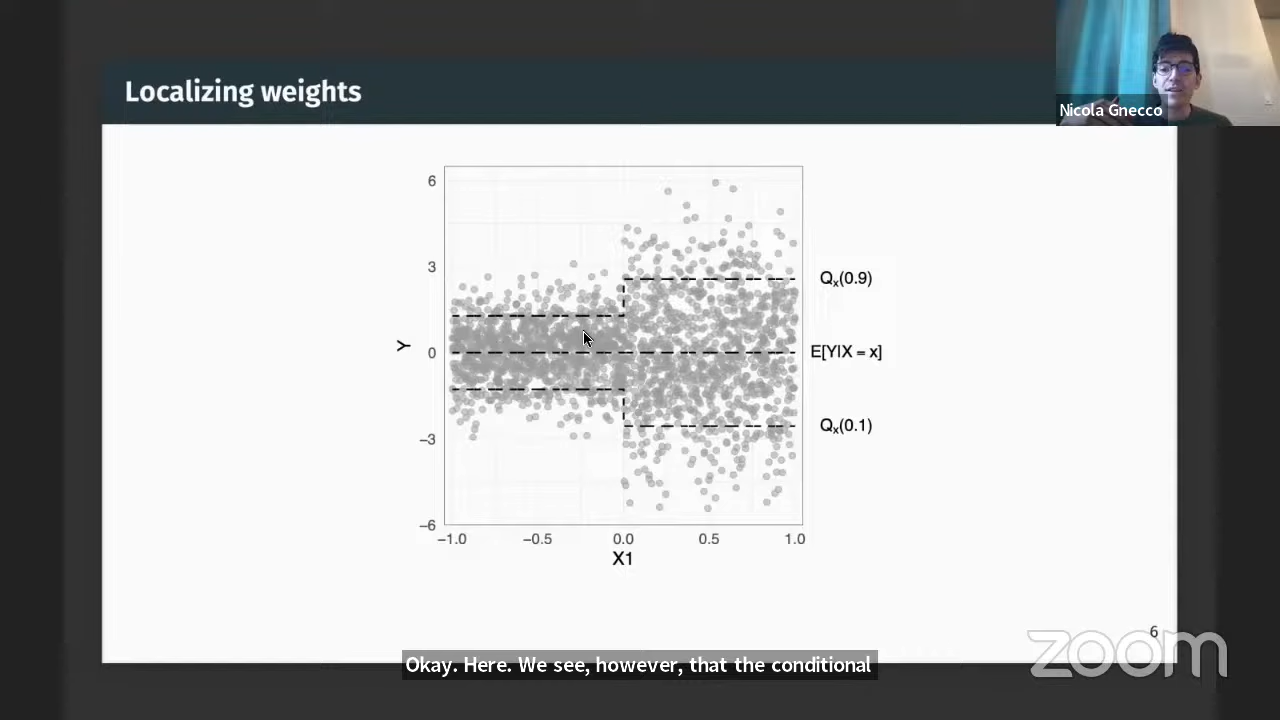 Localizing weights
Nicola Gnecco
6
3
0
−3
−6
Y
−1.0 −0.5 0.0 0.5 1.0
X1
Qx(0.9)
E[Y|X = x]
Qx(0.1)
6
zoom
Okay. Here. We see, however, that the conditional